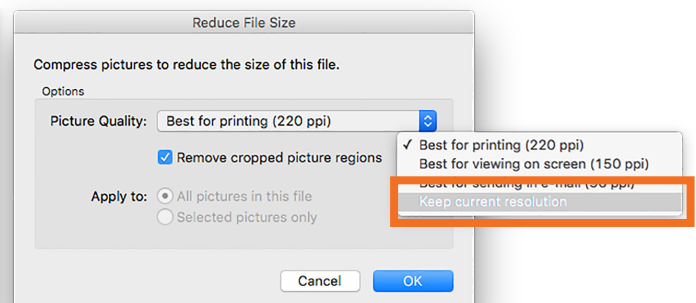 Reduce File Size
Compress pictures to reduce the size of this file.
Options
Picture Quality: Best for printing (220 ppi)
Remove cropped picture regions
Apply to: All pictures in this file
Selected pictures only
Cancel OK
Best for printing (220 ppi)
Best for viewing on screen (150 ppi)
Best for sending in e-mail (96 ppi)
Keep current resolution